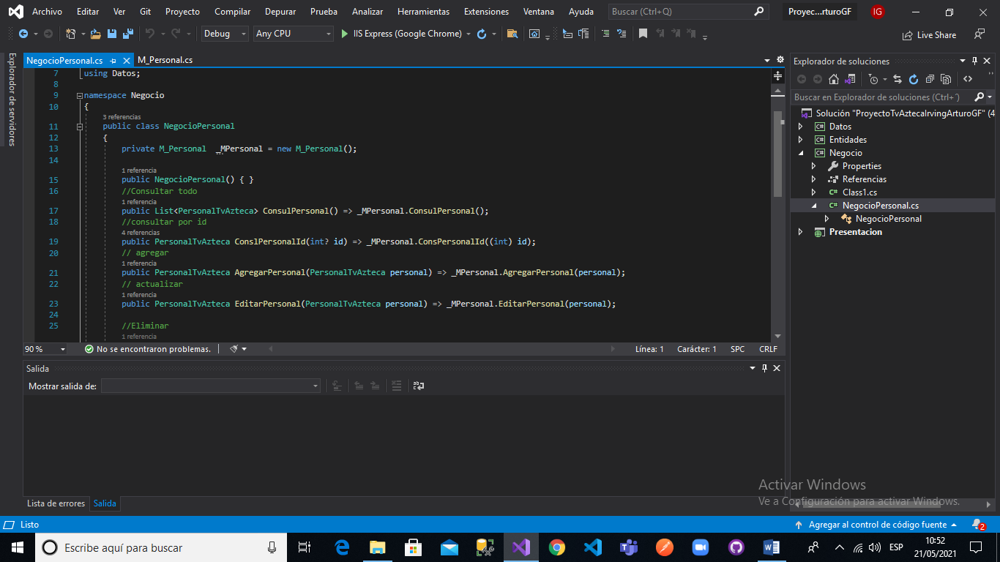 Archivo Editar Ver Git Proyecto Compilar Depurar Prueba Analizar Herramientas Extensiones Ventana Ayuda Buscar (Ctrl+Q) Proyec...rturoGF IG
Debug Any CPU IIS Express (Google Chrome) Live Share
Explorador de servidores
NegocioPersonal.cs M_Personal.cs
7 using Datos;
8
9 namespace Negocio
10 {
3 referencias
11 public class NegocioPersonal
12 {
13 private M_Personal _MPersonal = new M_Personal();
14
1 referencia
15 public NegocioPersonal() { }
16 //Consultar todo
1 referencia
17 public List<PersonalTvAzteca> ConsulPersonal() => _MPersonal.ConsulPersonal();
18 //consultar por id
4 referencias
19 public PersonalTvAzteca ConslPersonalId(int? id) => _MPersonal.ConsPersonalId((int) id);
20 // agregar
1 referencia
21 public PersonalTvAzteca AgregarPersonal(PersonalTvAzteca personal) => _MPersonal.AgregarPersonal(personal);
22 // actualizar
1 referencia
23 public PersonalTvAzteca EditarPersonal(PersonalTvAzteca personal) => _MPersonal.EditarPersonal(personal);
24
25 //Eliminar
1 referencia
90 % No se encontraron problemas. Línea: 1 Carácter: 1 SPC CRLF
Salida
Mostrar salida de:
Lista de errores Salida
Explorador de soluciones
Buscar en Explorador de soluciones (Ctrl+´)
Solución "ProyectoTvAztecaIrvingArturoGF" (4
C# Datos
C# Entidades
C# Negocio
Properties
Referencias
C# Class1.cs
C# NegocioPersonal.cs
NegocioPersonal
Presentacion
Activar Windows
Ve a Configuración para activar Windows.
Listo Agregar al control de código fuente 2
Escribe aquí para buscar ESP 10:52
21/05/2021